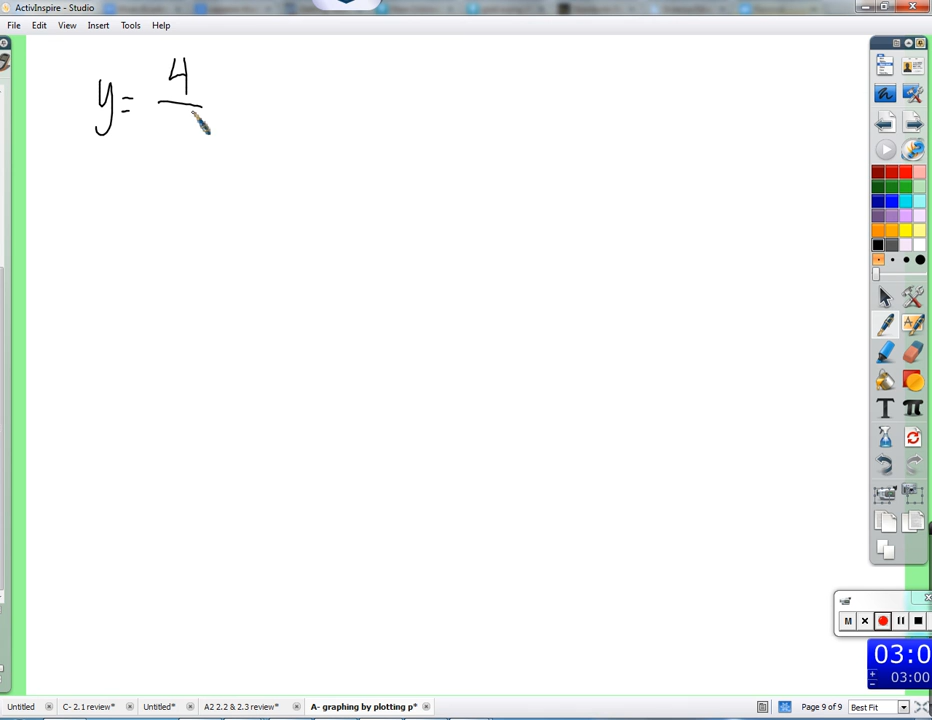 ActivInspire - Studio
File Edit View Insert Tools Help
y = 4
M
03:0
03:00
Untitled C- 2.1 review* Untitled* A2 2.2 & 2.3 review* A- graphing by plotting p* Page 9 of 9 Best Fit